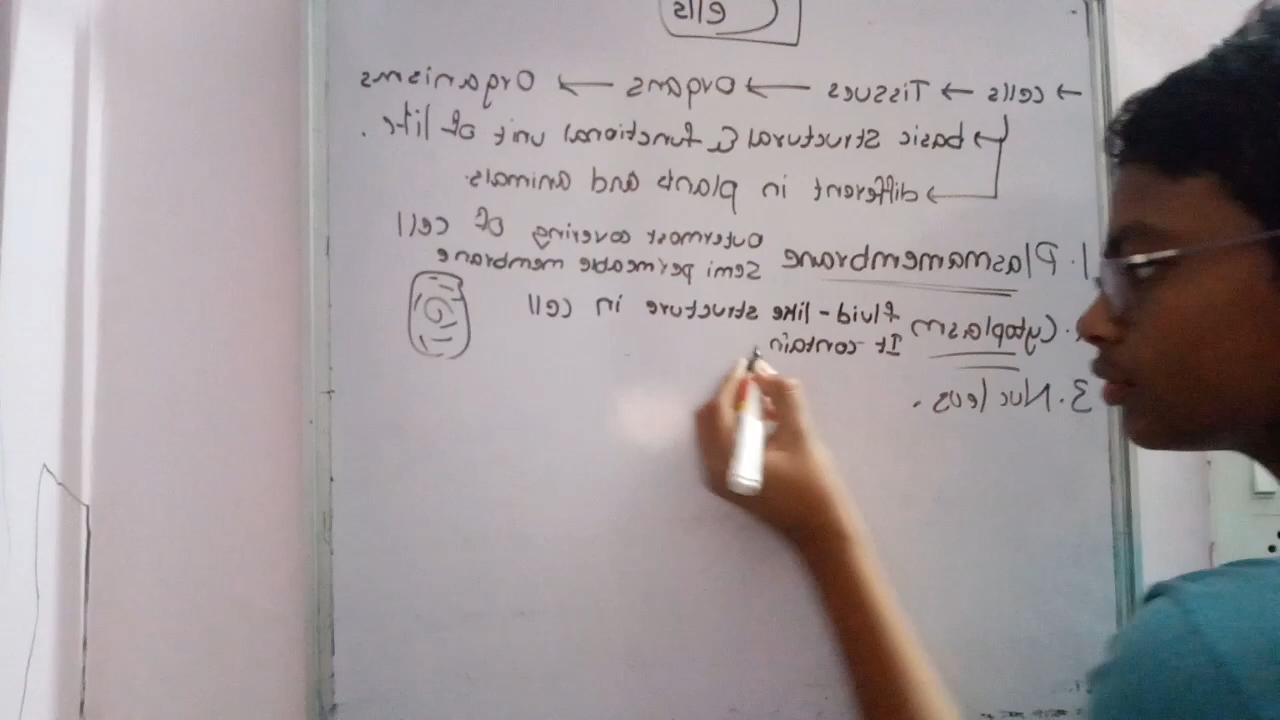 Cells
→ cells → Tissues → Organs → Organisms
→ basic structural & functional unit of life.
→ different in plants and animals.
1. Plasmamembrane outermost covering of cell
Semi permeable membrane
2. Cytoplasm fluid-like structure in cell
It contain
3. Nucleus.